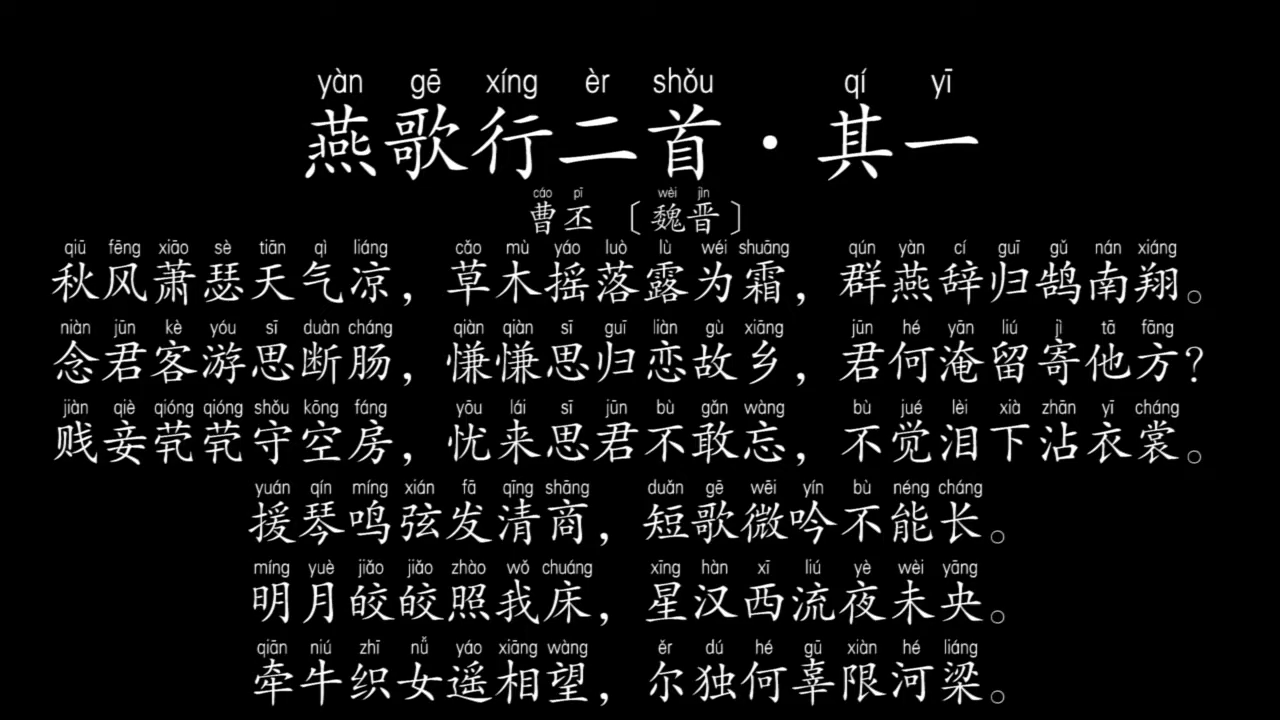 yàn gē xíng èr shǒu qí yī
燕歌行二首·其一
cáo pī wèi jìn
曹丕〔魏晋〕
qiū fēng xiāo sè tiān qì liáng cǎo mù yáo luò lù wéi shuāng qún yàn cí guī gǔ nán xiáng
秋风萧瑟天气凉，草木摇落露为霜，群燕辞归鹄南翔。
niàn jūn kè yóu sī duàn cháng qiàn qiàn sī guī liàn gù xiāng jūn hé yān liú jì tā fāng
念君客游思断肠，慊慊思归恋故乡，君何淹留寄他方？
jiàn qiè qióng qióng shǒu kōng fáng yōu lái sī jūn bù gǎn wàng bù jué lèi xià zhān yī cháng
贱妾茕茕守空房，忧来思君不敢忘，不觉泪下沾衣裳。
yuán qín míng xián fā qīng shāng duǎn gē wēi yín bù néng cháng
援琴鸣弦发清商，短歌微吟不能长。
míng yuè jiǎo jiǎo zhào wǒ chuáng xīng hàn xī liú yè wèi yāng
明月皎皎照我床，星汉西流夜未央。
qiān niú zhī nǚ yáo xiāng wàng ěr dú hé gū xiàn hé liáng
牵牛织女遥相望，尔独何辜限河梁。